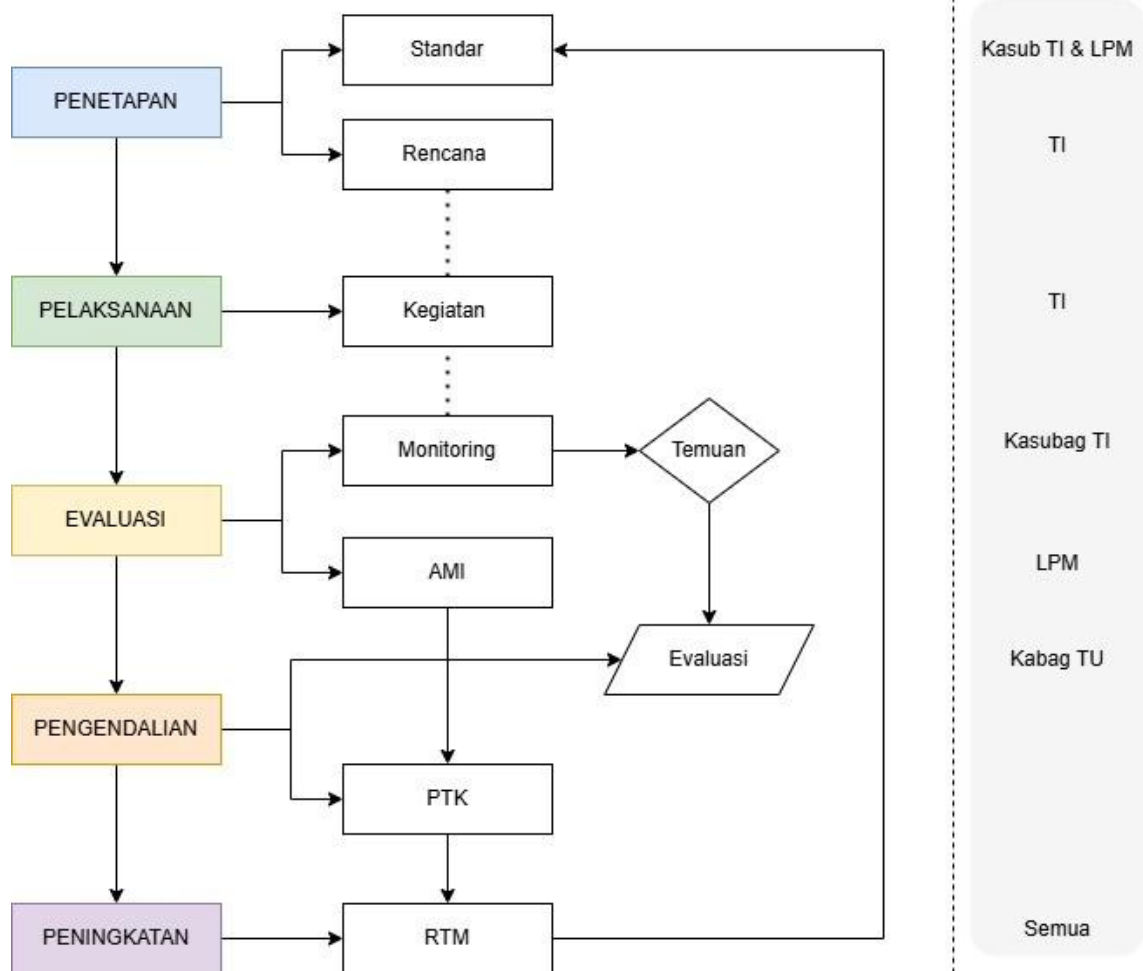 Standar
Kasub TI & LPM
PENETAPAN
Rencana
TI
PELAKSANAAN
Kegiatan
TI
Monitoring
Temuan
Kasubag TI
EVALUASI
AMI
LPM
Evaluasi
Kabag TU
PENGENDALIAN
PTK
PENINGKATAN
RTM
Semua